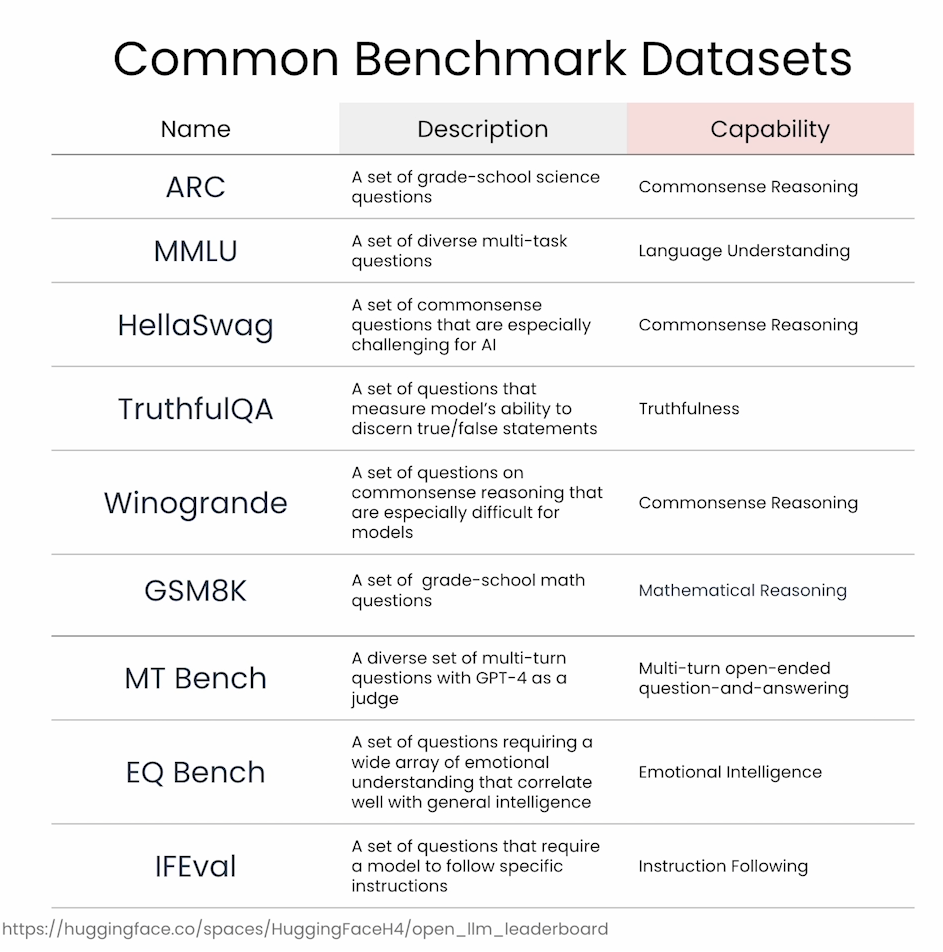 Common Benchmark Datasets
Name
Description
Capability
ARC
A set of grade-school science
questions
Commonsense Reasoning
MMLU
A set of diverse multi-task
questions
Language Understanding
HellaSwag
A set of commonsense
questions that are especially
challenging for AI
Commonsense Reasoning
TruthfulQA
A set of questions that
measure model's ability to
discern true/false statements
Truthfulness
Winogrande
A set of questions on
commonsense reasoning that
are especially difficult for
models
Commonsense Reasoning
GSM8K
A set of  grade-school math
questions
Mathematical Reasoning
MT Bench
A diverse set of multi-turn
questions with GPT-4 as a
judge
Multi-turn open-ended
question-and-answering
EQ Bench
A set of questions requiring a
wide array of emotional
understanding that correlate
well with general intelligence
Emotional Intelligence
IFEval
A set of questions that require
a model to follow specific
instructions
Instruction Following
https://huggingface.co/spaces/HuggingFaceH4/open_llm_leaderboard